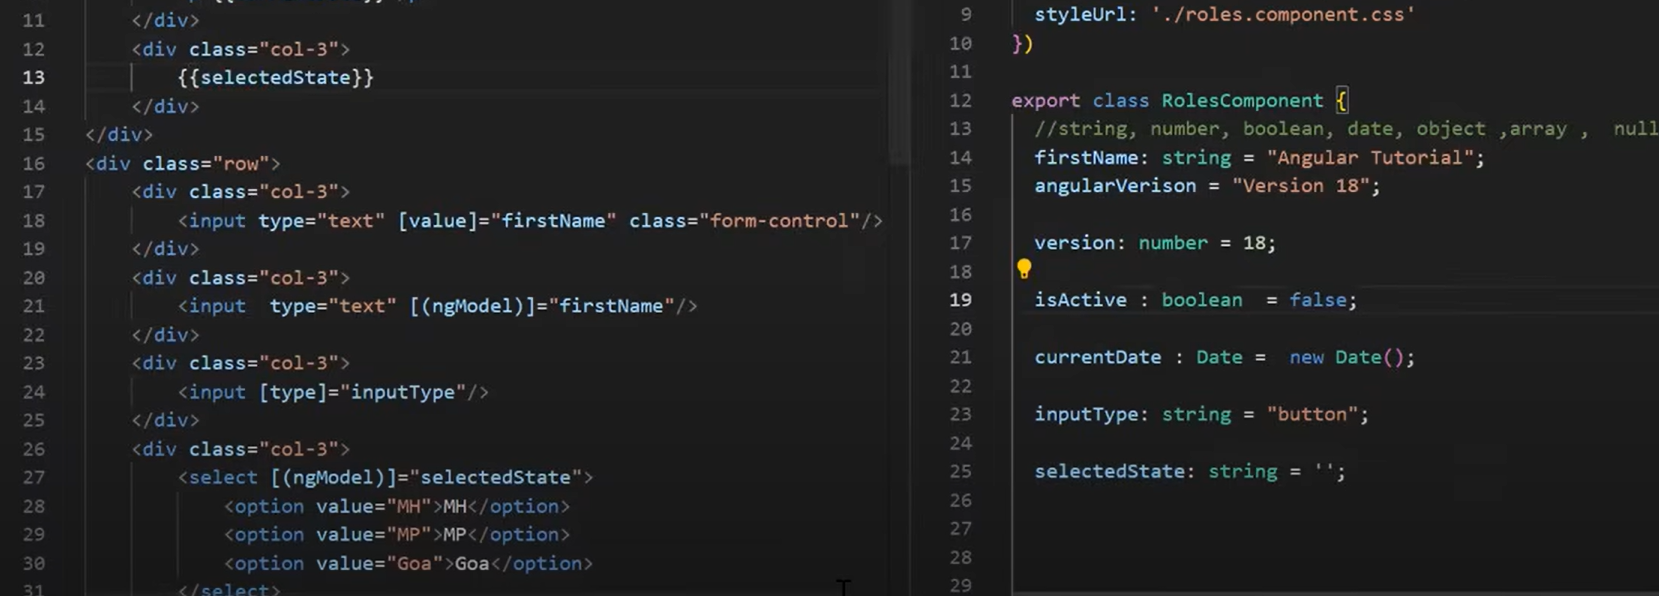 11 </div>
12 <div class="col-3">
13 {{selectedState}}
14 </div>
15 </div>
16 <div class="row">
17 <div class="col-3">
18 <input type="text" [value]="firstName" class="form-control"/>
19 </div>
20 <div class="col-3">
21 <input  type="text" [(ngModel)]="firstName"/>
22 </div>
23 <div class="col-3">
24 <input [type]="inputType"/>
25 </div>
26 <div class="col-3">
27 <select [(ngModel)]="selectedState">
28 <option value="MH">MH</option>
29 <option value="MP">MP</option>
30 <option value="Goa">Goa</option>
31 </select>
9 styleUrl: './roles.component.css'
10 })
11
12 export class RolesComponent {
13 //string, number, boolean, date, object ,array ,  null
14 firstName: string = "Angular Tutorial";
15 angularVerison = "Version 18";
16
17 version: number = 18;
18
19 isActive : boolean  = false;
20
21 currentDate : Date =  new Date();
22
23 inputType: string = "button";
24
25 selectedState: string = '';
26
27
28
29